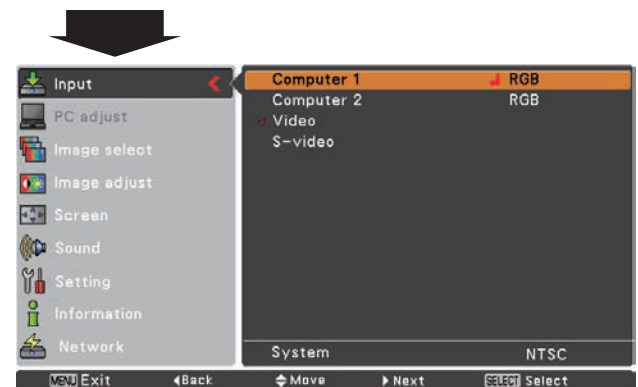 Input
PC adjust
Image select
Image adjust
Screen
Sound
Setting
Information
Network
Computer 1 RGB
Computer 2 RGB
Video
S-video
System NTSC
MENU Exit ◀Back Move ▶Next SELECT Select